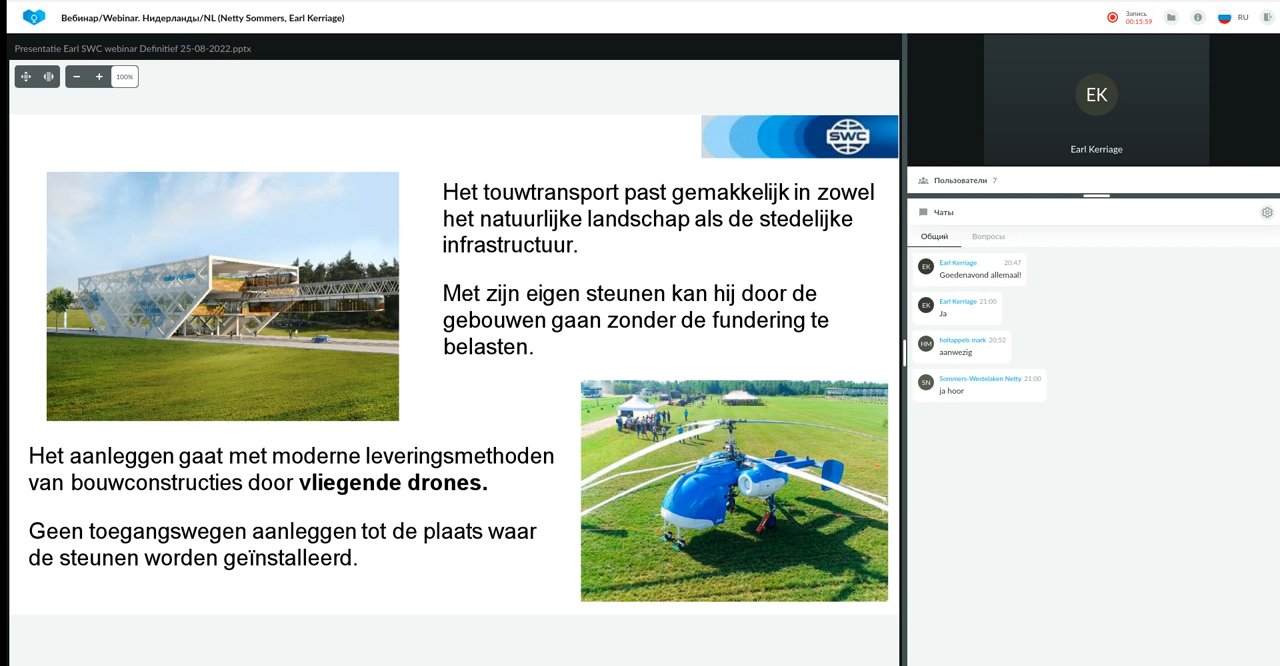 Вебинар/Webinar. Нидерланды/NL (Netty Sommers, Earl Kerriage)
Запись
00:15:59
RU
Presentatie Earl SWC webinar Definitief 25-08-2022.pptx
100%
SWC
Het touwtransport past gemakkelijk in zowel
het natuurlijke landschap als de stedelijke
infrastructuur.
Met zijn eigen steunen kan hij door de
gebouwen gaan zonder de fundering te
belasten.
Het aanleggen gaat met moderne leveringsmethoden
van bouwconstructies door vliegende drones.
Geen toegangswegen aanleggen tot de plaats waar
de steunen worden geïnstalleerd.
EK
Earl Kerriage
Пользователи 7
Чаты
Общий
Вопросы
EK
Earl Kerriage 20:47
Goedenavond allemaal!
EK
Earl Kerriage 21:00
Ja
HM
holtappels mark 20:52
aanwezig
SN
Sommers-Westelaken Netty 21:00
ja hoor